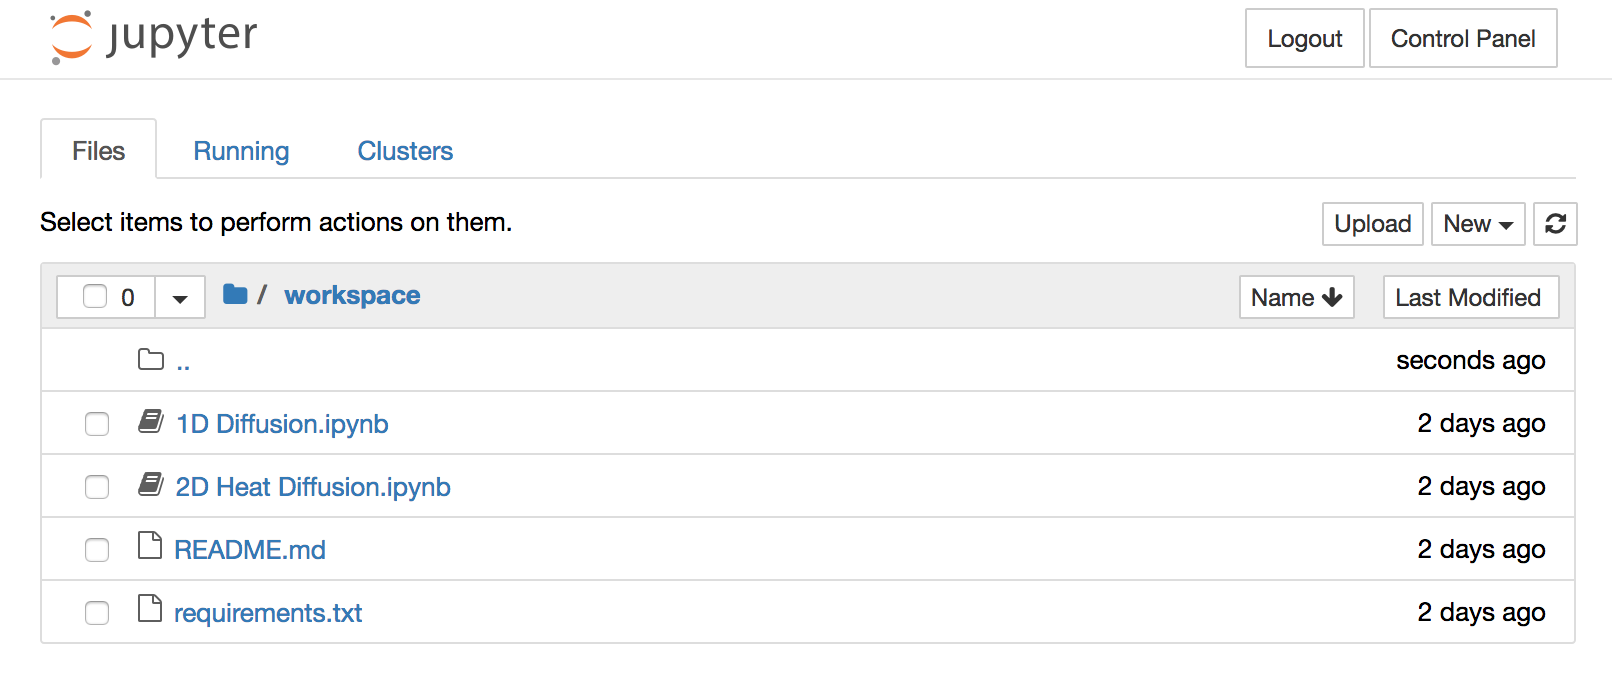 jupyter
Logout Control Panel
Files Running Clusters
Select items to perform actions on them.
Upload New
0 / workspace Name Last Modified
.. seconds ago
1D Diffusion.ipynb 2 days ago
2D Heat Diffusion.ipynb 2 days ago
README.md 2 days ago
requirements.txt 2 days ago